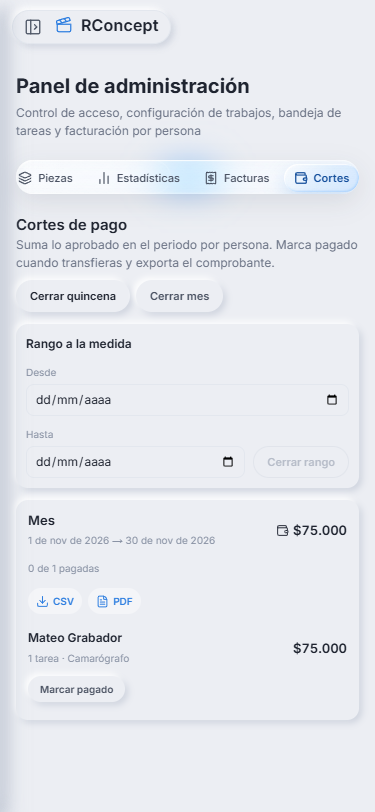 RConcept
Panel de administración
Control de acceso, configuración de trabajos, bandeja de
tareas y facturación por persona
Piezas
Estadísticas
Facturas
Cortes
Cortes de pago
Suma lo aprobado en el periodo por persona. Marca pagado
cuando transfieras y exporta el comprobante.
Cerrar quincena
Cerrar mes
Rango a la medida
Desde
dd/mm/aaaa
Hasta
dd/mm/aaaa
Cerrar rango
Mes
$75.000
1 de nov de 2026 → 30 de nov de 2026
0 de 1 pagadas
CSV
PDF
Mateo Grabador
$75.000
1 tarea · Camarógrafo
Marcar pagado